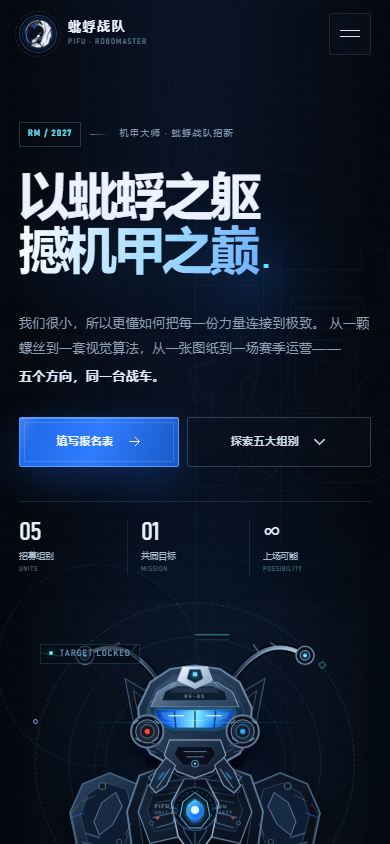 蚍蜉战队
PIFU · ROBOMASTER
RM / 2027
机甲大师 · 蚍蜉战队招新
以蚍蜉之躯
撼机甲之巅.
我们很小，所以更懂如何把每一份力量连接到极致。 从一颗
螺丝到一套视觉算法，从一张图纸到一场赛季运营——
五个方向，同一台战车。
填写报名表
探索五大组别
05
招募组别
UNITS
01
共同目标
MISSION
∞
上场可能
POSSIBILITY
TARGET LOCKED
PF-05